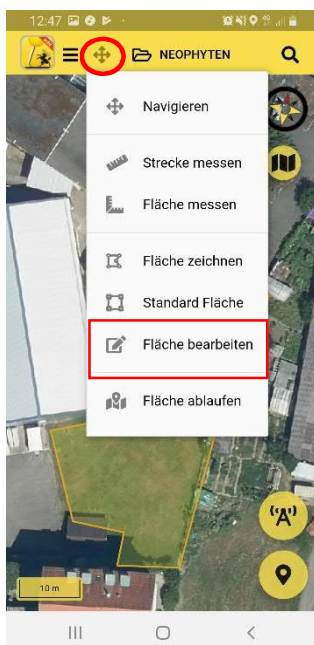 12:47
NEOPHYTEN
Navigieren
Strecke messen
Fläche messen
Fläche zeichnen
Standard Fläche
Fläche bearbeiten
Fläche ablaufen
"A"
10 m